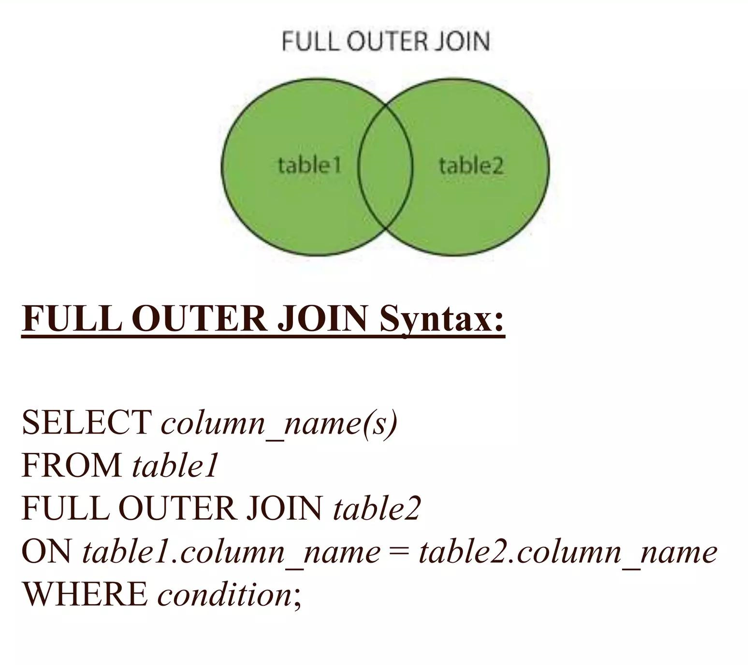 FULL OUTER JOIN
table1
table2
FULL OUTER JOIN Syntax:
SELECT column_name(s)
FROM table1
FULL OUTER JOIN table2
ON table1.column_name = table2.column_name
WHERE condition;